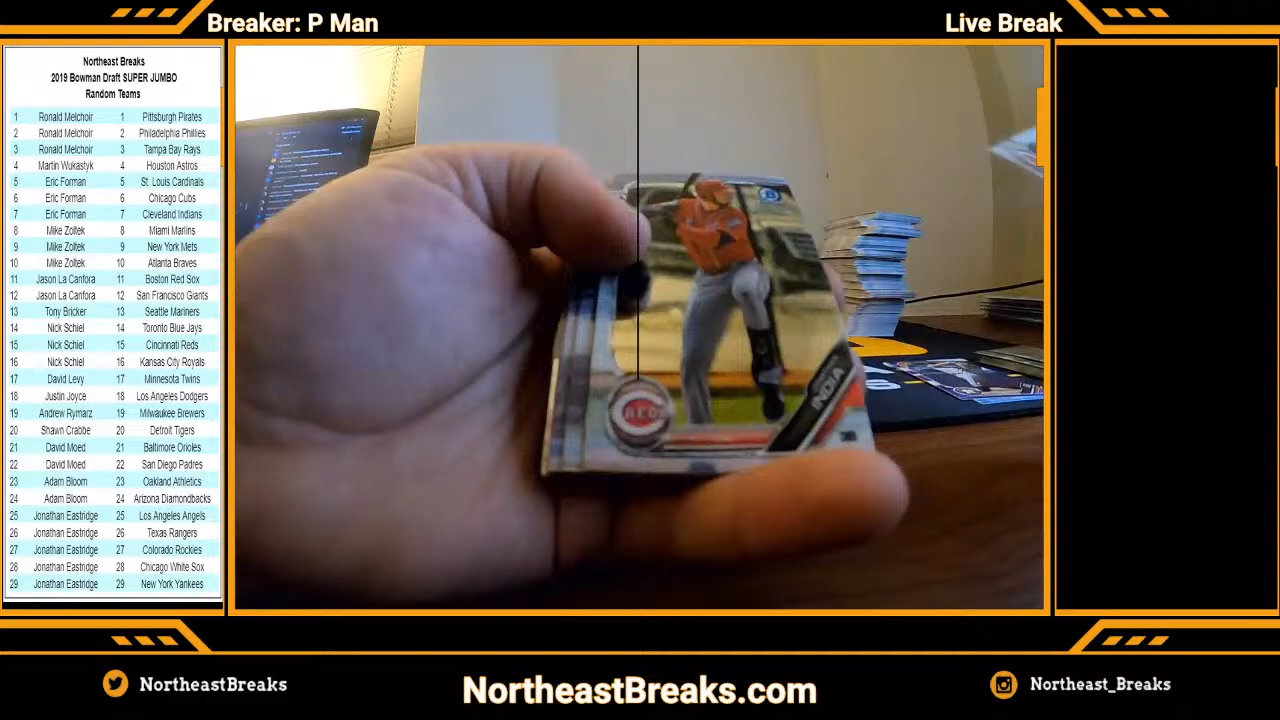 Breaker: P Man
Live Break
Northeast Breaks
2019 Bowman Draft SUPER JUMBO
Random Teams
1 Ronald Melchoir 1 Pittsburgh Pirates
2 Ronald Melchoir 2 Philadelphia Phillies
3 Ronald Melchoir 3 Tampa Bay Rays
4 Martin Wukastyk 4 Houston Astros
5 Eric Forman 5 St. Louis Cardinals
6 Eric Forman 6 Chicago Cubs
7 Eric Forman 7 Cleveland Indians
8 Mike Zoltek 8 Miami Marlins
9 Mike Zoltek 9 New York Mets
10 Mike Zoltek 10 Atlanta Braves
11 Jason La Canfora 11 Boston Red Sox
12 Jason La Canfora 12 San Francisco Giants
13 Tony Bricker 13 Seattle Mariners
14 Nick Schiel 14 Toronto Blue Jays
15 Nick Schiel 15 Cincinnati Reds
16 Nick Schiel 16 Kansas City Royals
17 David Levy 17 Minnesota Twins
18 Justin Joyce 18 Los Angeles Dodgers
19 Andrew Rymarz 19 Milwaukee Brewers
20 Shawn Crabbe 20 Detroit Tigers
21 David Moed 21 Baltimore Orioles
22 David Moed 22 San Diego Padres
23 Adam Bloom 23 Oakland Athletics
24 Adam Bloom 24 Arizona Diamondbacks
25 Jonathan Eastridge 25 Los Angeles Angels
26 Jonathan Eastridge 26 Texas Rangers
27 Jonathan Eastridge 27 Colorado Rockies
28 Jonathan Eastridge 28 Chicago White Sox
29 Jonathan Eastridge 29 New York Yankees
INDIA
REDS
NortheastBreaks
NortheastBreaks.com
Northeast_Breaks